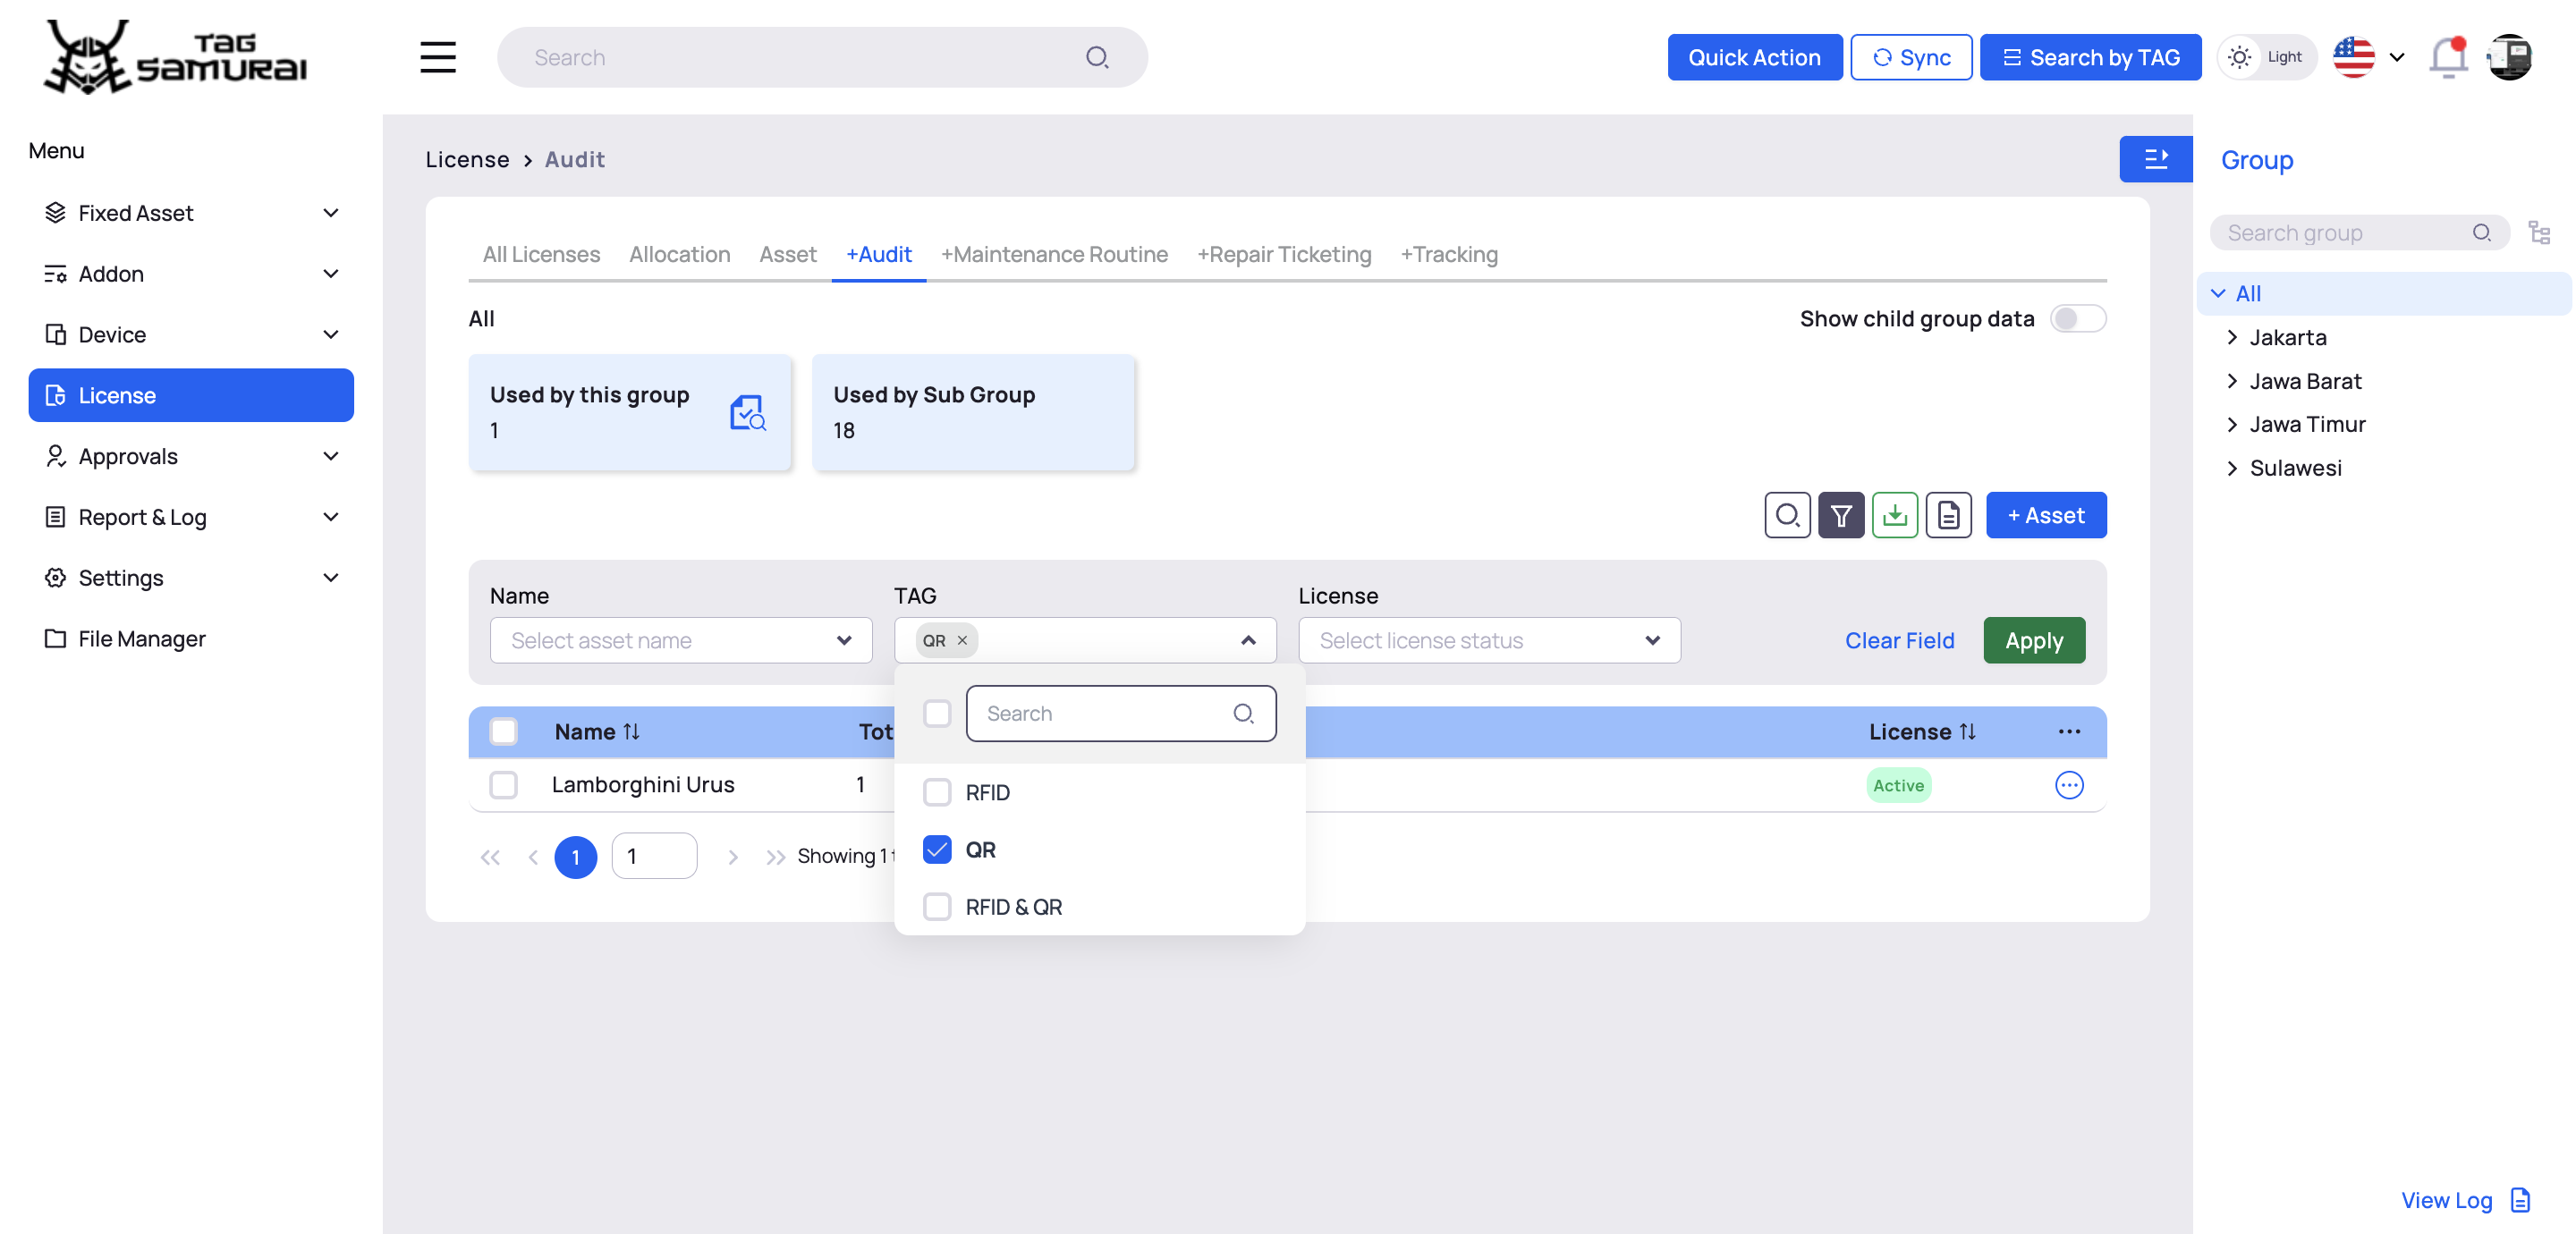 TAG
SAMURAI
Search
Quick Action
Sync
Search by TAG
Light
Menu
Fixed Asset
Addon
Device
License
Approvals
Report & Log
Settings
File Manager
License > Audit
All Licenses Allocation Asset +Audit +Maintenance Routine +Repair Ticketing +Tracking
All
Show child group data
Used by this group
1
Used by Sub Group
18
+ Asset
Name
Select asset name
TAG
QR
License
Select license status
Clear Field
Apply
Search
RFID
QR
RFID & QR
Name
Tot
License
Lamborghini Urus
1
Active
1
1
Showing 1
Group
Search group
All
Jakarta
Jawa Barat
Jawa Timur
Sulawesi
View Log